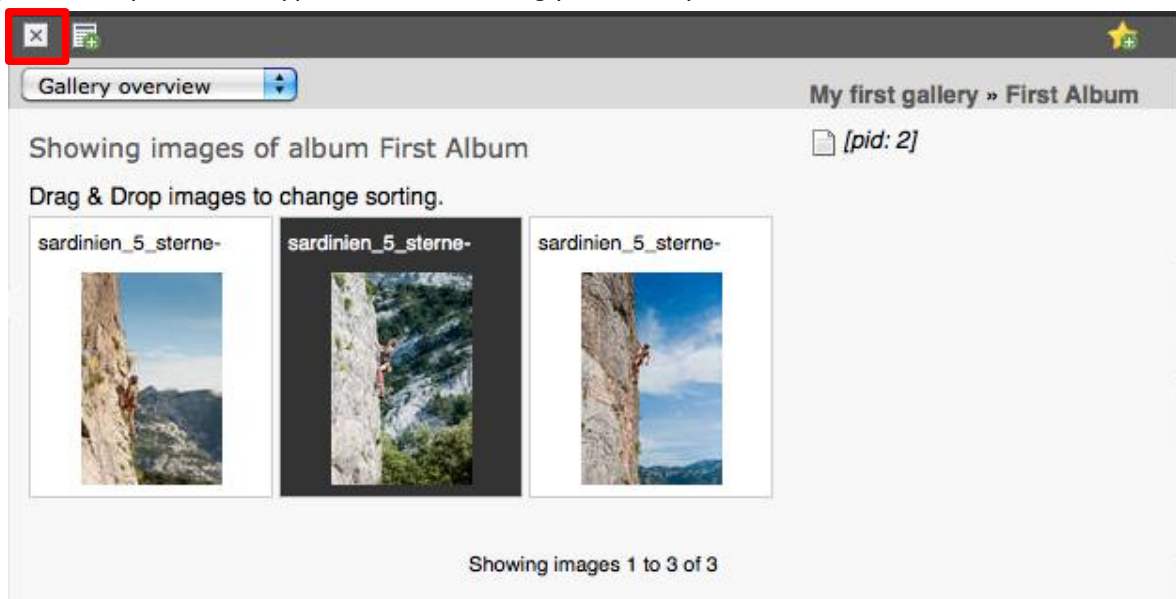 Gallery overview
My first gallery » First Album
[pid: 2]
Showing images of album First Album
Drag & Drop images to change sorting.
sardinien_5_sterne-
sardinien_5_sterne-
sardinien_5_sterne-
Showing images 1 to 3 of 3